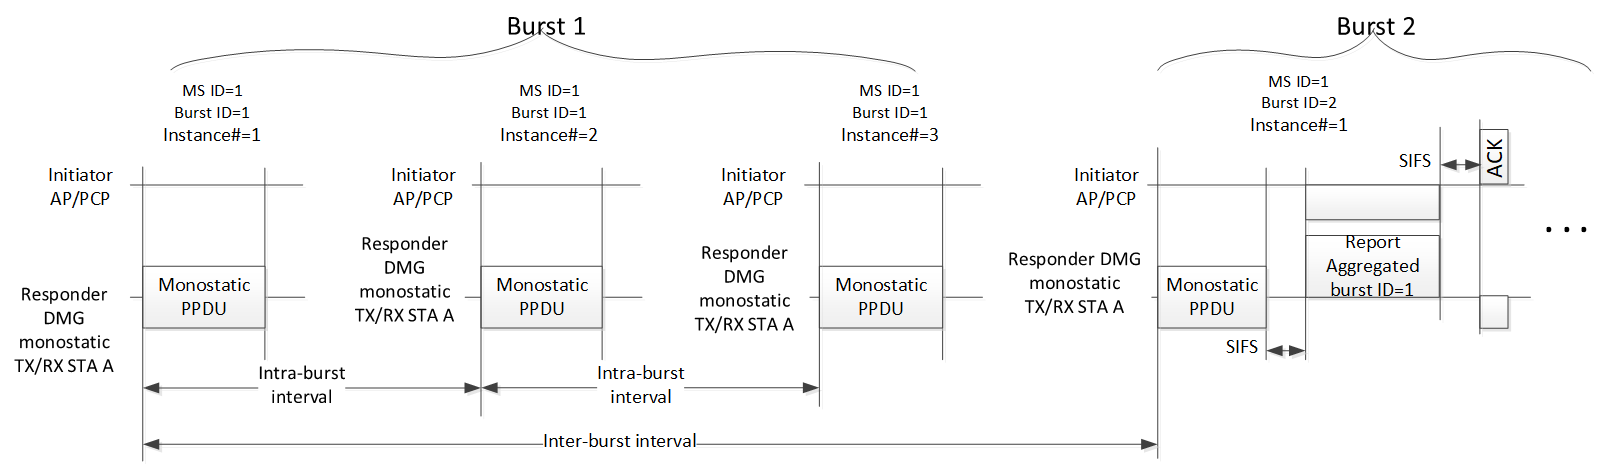 Burst 1
Burst 2
MS ID=1
Burst ID=1
Instance#=1
MS ID=1
Burst ID=1
Instance#=2
MS ID=1
Burst ID=1
Instance#=3
MS ID=1
Burst ID=2
Instance#=1
SIFS
ACK
Initiator
AP/PCP
Initiator
AP/PCP
Initiator
AP/PCP
Initiator
AP/PCP
Responder
DMG
monostatic
TX/RX STA A
Monostatic
PPDU
Responder
DMG
monostatic
TX/RX STA A
Monostatic
PPDU
Responder
DMG
monostatic
TX/RX STA A
Monostatic
PPDU
Responder DMG
monostatic
TX/RX STA A
Monostatic
PPDU
Report
Aggregated
burst ID=1
. . .
SIFS
Intra-burst
interval
Intra-burst
interval
Inter-burst interval